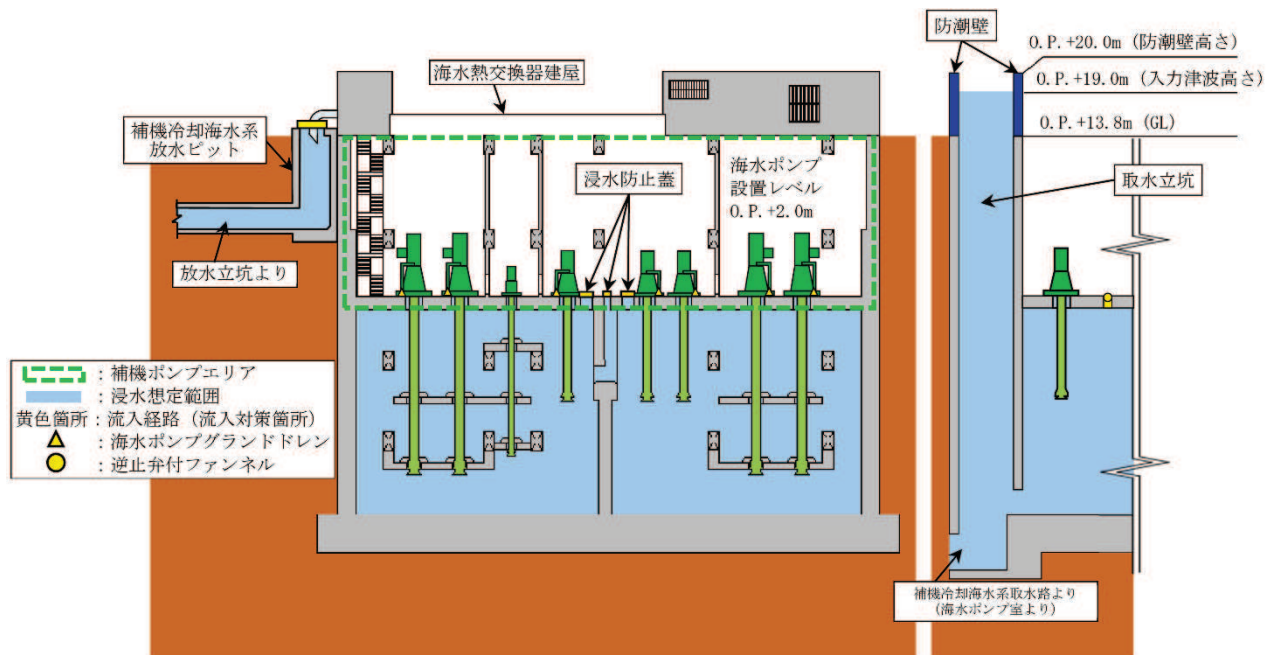 防潮壁
O.P.+20.0m (防潮壁高さ)
海水熱交換器建屋
O.P.+19.0m (入力津波高さ)
補機冷却海水系
放水ピット
O.P.+13.8m (GL)
浸水防止蓋
海水ポンプ
設置レベル
O.P.+2.0m
取水立坑
放水立坑より
:補機ポンプエリア
:浸水想定範囲
黄色箇所:流入経路 (流入対策箇所)
:海水ポンプグランドドレン
:逆止弁付ファンネル
補機冷却海水系取水路より
(海水ポンプ室より)